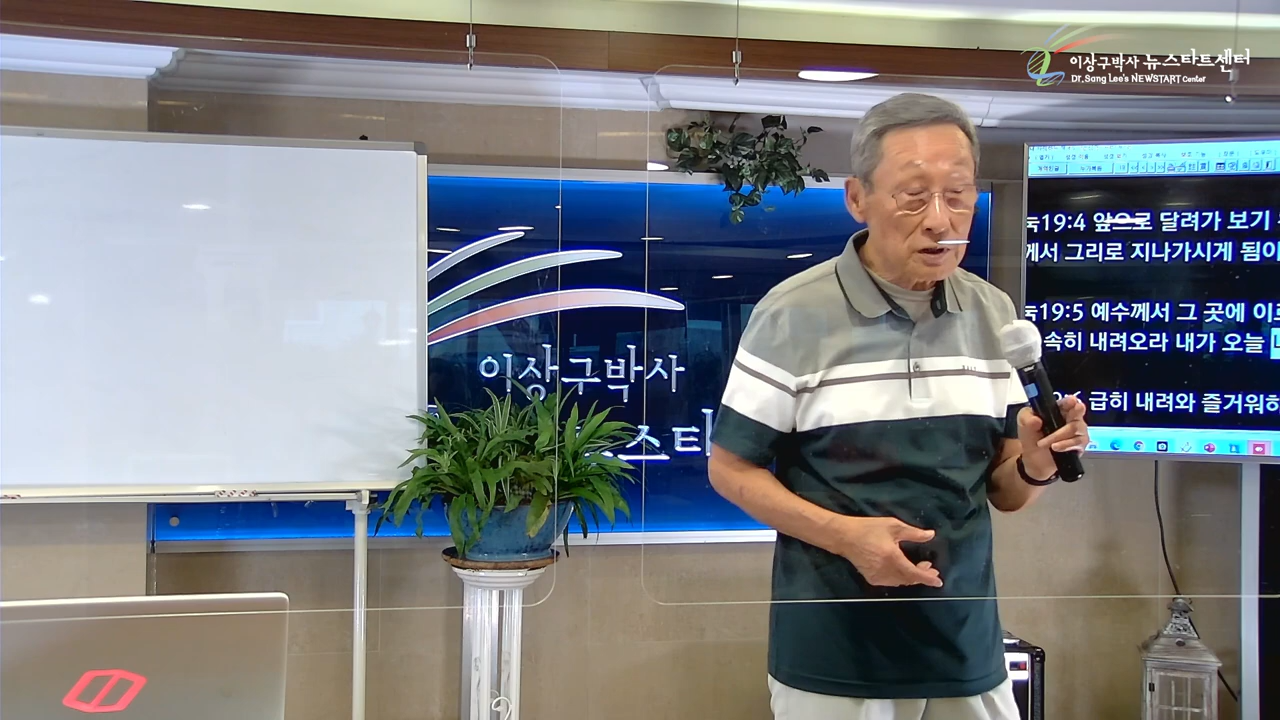 이상구박사 뉴스타트센터
Dr. Sang Lee's NEWSTART Center
이상구박사
스타
눅19:4 앞으로 달려가 보기
께서 그리로 지나가시게 됨이
눅19:5 예수께서 그 곳에 이르
속히 내려오라 내가 오늘
급히 내려와 즐거워하